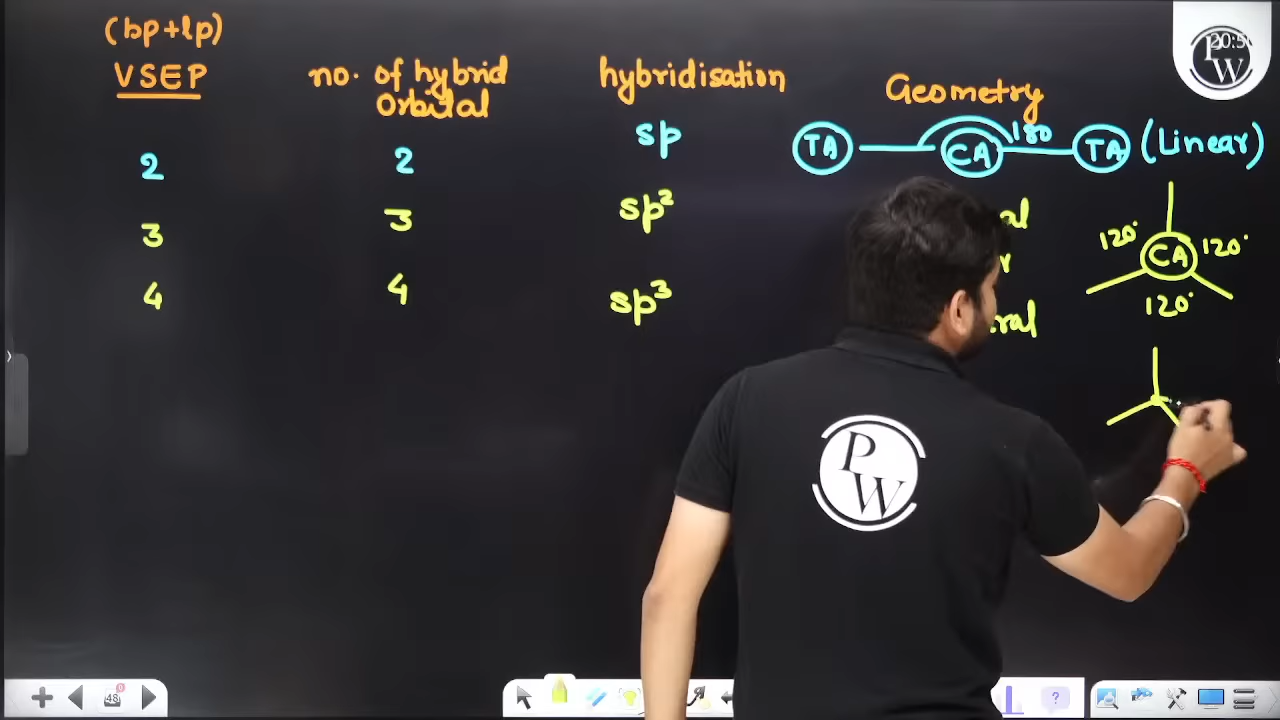 (bp+lp)
VSEP
no. of hybrid
Orbital
hybridisation
Geometry
2
2
sp
TA
CA
180
TA
(Linear)
3
3
sp²
120°
CA
120°
120°
4
4
sp³
P
W
P
W
48